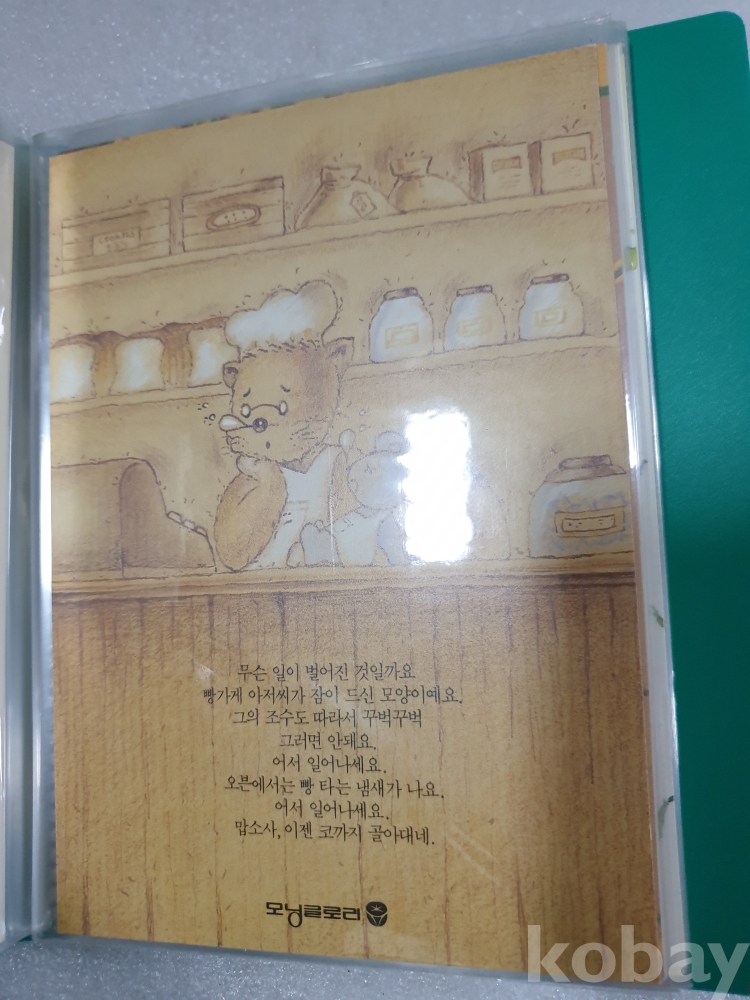 무슨 일이 벌어진 것일까요
빵가게 아저씨가 잠이 드신 모양이예요.
그의 조수도 따라서 꾸벅꾸벅
그러면 안돼요.
어서 일어나세요.
오븐에서는 빵 타는 냄새가 나요.
어서 일어나세요.
맙소사, 이젠 코까지 골아대네.
모닝글로리
kobay